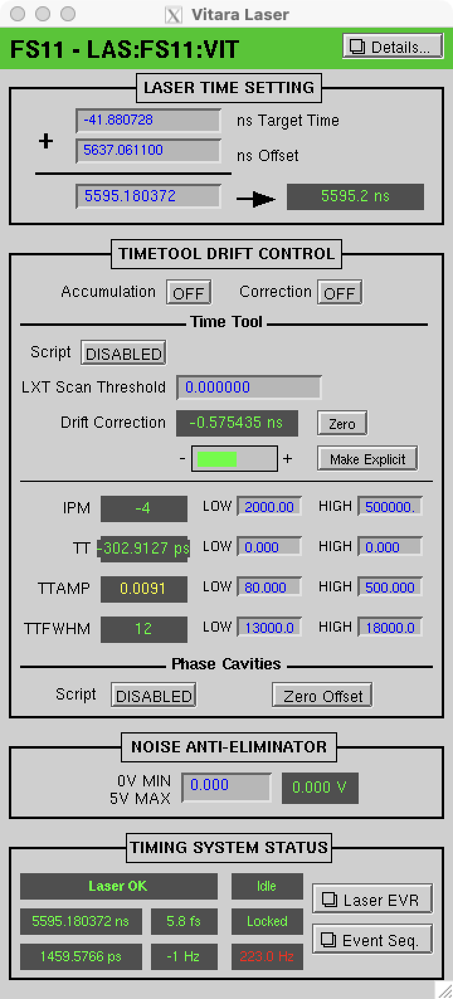 Vitara Laser
FS11 - LAS:FS11:VIT
Details...
LASER TIME SETTING
-41.880728 ns Target Time
+
5637.061100 ns Offset
5595.180372 5595.2 ns
TIMETOOL DRIFT CONTROL
Accumulation OFF Correction OFF
Time Tool
Script DISABLED
LXT Scan Threshold 0.000000
Drift Correction -0.575435 ns Zero
- + Make Explicit
IPM -4 LOW 2000.00 HIGH 500000.
TT -302.9127 ps LOW 0.000 HIGH 0.000
TTAMP 0.0091 LOW 80.000 HIGH 500.000
TTFWHM 12 LOW 13000.0 HIGH 18000.0
Phase Cavities
Script DISABLED Zero Offset
NOISE ANTI-ELIMINATOR
0V MIN
5V MAX
0.000 0.000 V
TIMING SYSTEM STATUS
Laser OK Idle
Laser EVR
5595.180372 ns 5.8 fs Locked
Event Seq.
1459.5766 ps -1 Hz 223.0 Hz